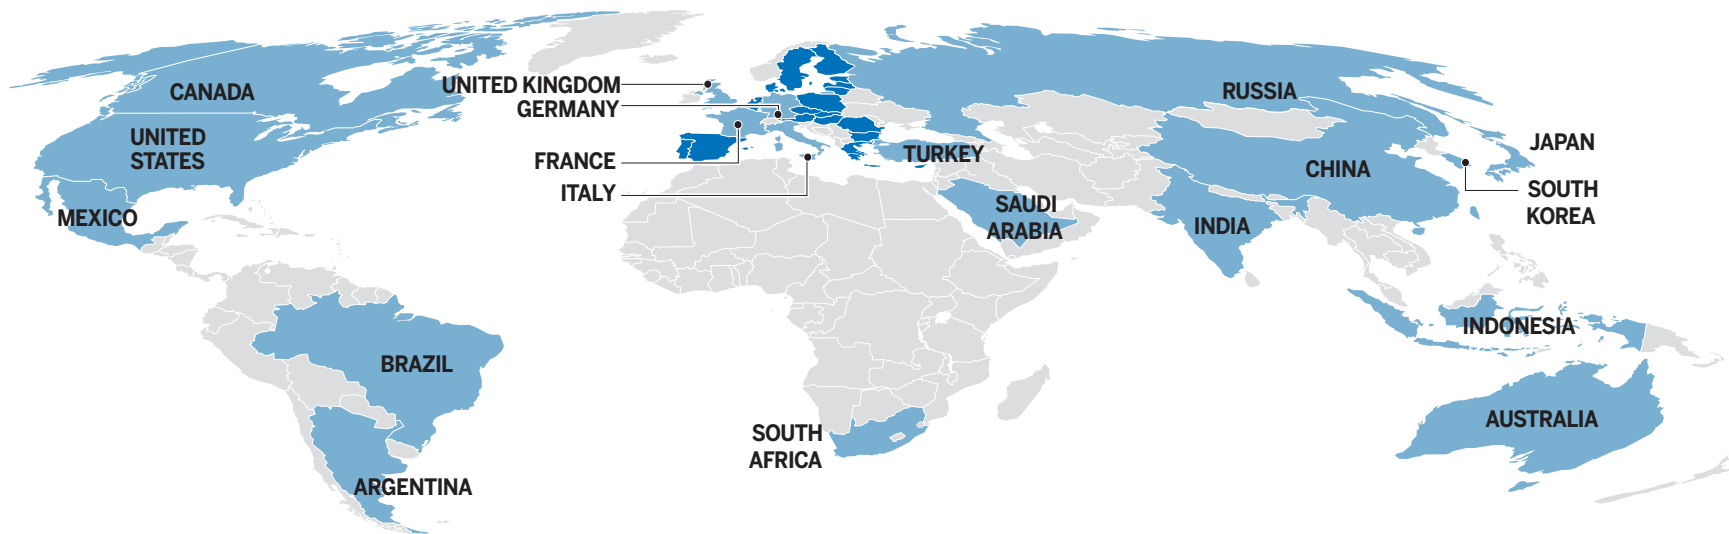 CANADA
UNITED
STATES
MEXICO
BRAZIL
ARGENTINA
UNITED KINGDOM
GERMANY
FRANCE
ITALY
TURKEY
SAUDI
ARABIA
SOUTH
AFRICA
RUSSIA
CHINA
INDIA
JAPAN
SOUTH
KOREA
INDONESIA
AUSTRALIA